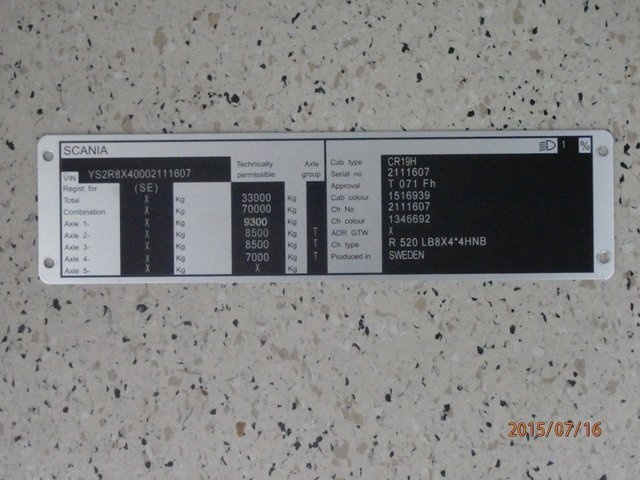 SCANIA
1 %
VIN YS2R8X40002111607
Technically permissible
Axle group
Regist. for (SE)
Total X Kg 33000 Kg
Combination X Kg 70000 Kg
Axle 1- X Kg 9300 Kg
Axle 2- X Kg 8500 Kg T
Axle 3- X Kg 8500 Kg T
Axle 4- X Kg 7000 Kg T
Axle 5- X Kg X Kg
Cab type CR19H
Serial no 2111607
Approval T 071 Fh
Cab colour 1516939
Ch No 2111607
Ch colour 1346692
ADR GTW X
Ch type R 520 LB8X4*4HNB
Produced in SWEDEN
2015/07/16